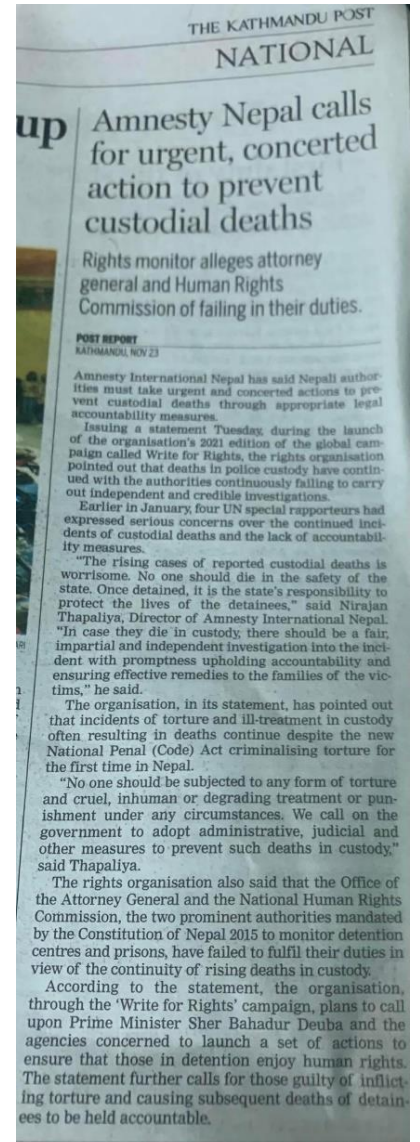 THE KATHMANDU POST
NATIONAL
up
Amnesty Nepal calls
for urgent, concerted
action to prevent
custodial deaths
Rights monitor alleges attorney
general and Human Rights
Commission of failing in their duties.
POST REPORT
KATHMANDU, NOV 23
Amnesty International Nepal has said Nepali author-
ities must take urgent and concerted actions to pre-
vent custodial deaths through appropriate legal
accountability measures.
Issuing a statement Tuesday, during the launch
of the organisation's 2021 edition of the global cam-
paign called Write for Rights, the rights organisation
pointed out that deaths in police custody have contin-
ued with the authorities continuously failing to carry
out independent and credible investigations.
Earlier in January, four UN special rapporteurs had
expressed serious concerns over the continued inci-
dents of custodial deaths and the lack of accountabil-
ity measures.
"The rising cases of reported custodial deaths is
worrisome. No one should die in the safety of the
state. Once detained, it is the state's responsibility to
protect the lives of the detainees," said Nirajan
Thapaliya, Director of Amnesty International Nepal.
"In case they die in custody, there should be a fair,
impartial and independent investigation into the inci-
dent with promptness upholding accountability and
ensuring effective remedies to the families of the vic-
tims," he said.
The organisation, in its statement, has pointed out
that incidents of torture and ill-treatment in custody
often resulting in deaths continue despite the new
National Penal (Code) Act criminalising torture for
the first time in Nepal.
"No one should be subjected to any form of torture
and cruel, inhuman or degrading treatment or pun-
ishment under any circumstances. We call on the
government to adopt administrative, judicial and
other measures to prevent such deaths in custody,"
said Thapaliya.
The rights organisation also said that the Office of
the Attorney General and the National Human Rights
Commission, the two prominent authorities mandated
by the Constitution of Nepal 2015 to monitor detention
centres and prisons, have failed to fulfil their duties in
view of the continuity of rising deaths in custody.
According to the statement, the organisation,
through the 'Write for Rights' campaign, plans to call
upon Prime Minister Sher Bahadur Deuba and the
agencies concerned to launch a set of actions to
ensure that those in detention enjoy human rights.
The statement further calls for those guilty of inflict-
ing torture and causing subsequent deaths of detain-
ees to be held accountable.